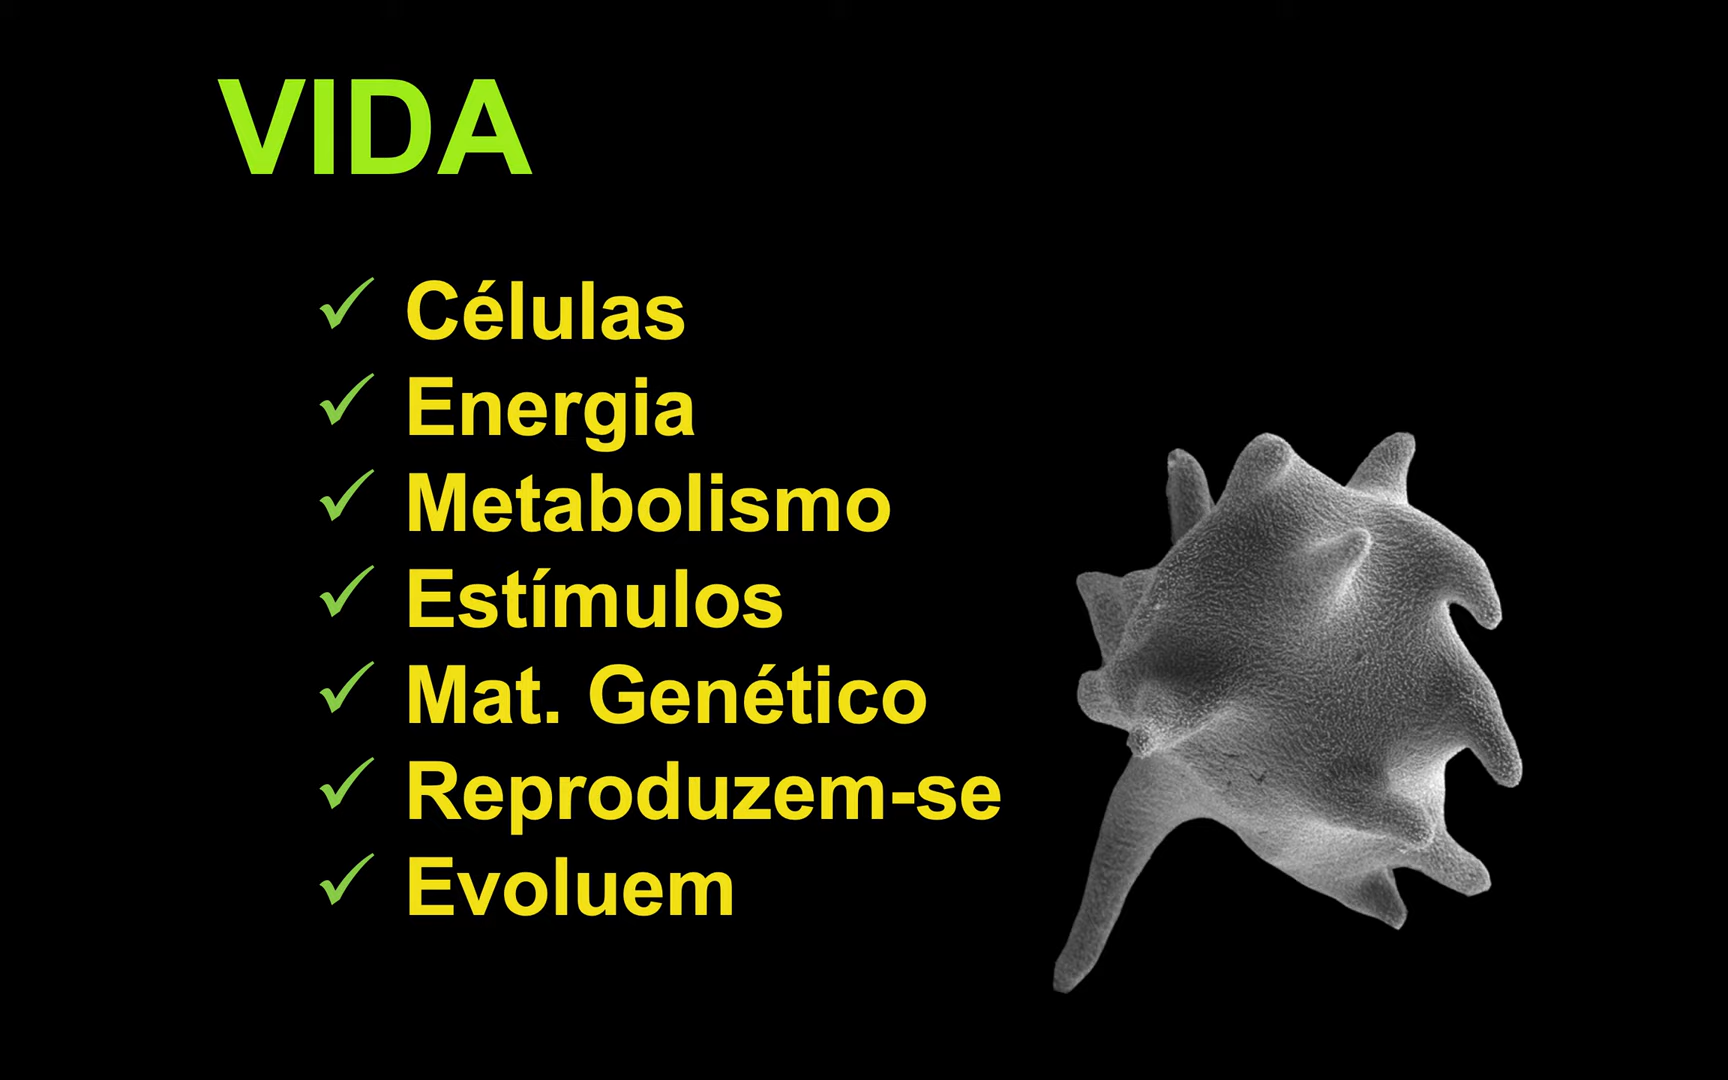 VIDA
✓ Células
✓ Energia
✓ Metabolismo
✓ Estímulos
✓ Mat. Genético
✓ Reproduzem-se
✓ Evoluem